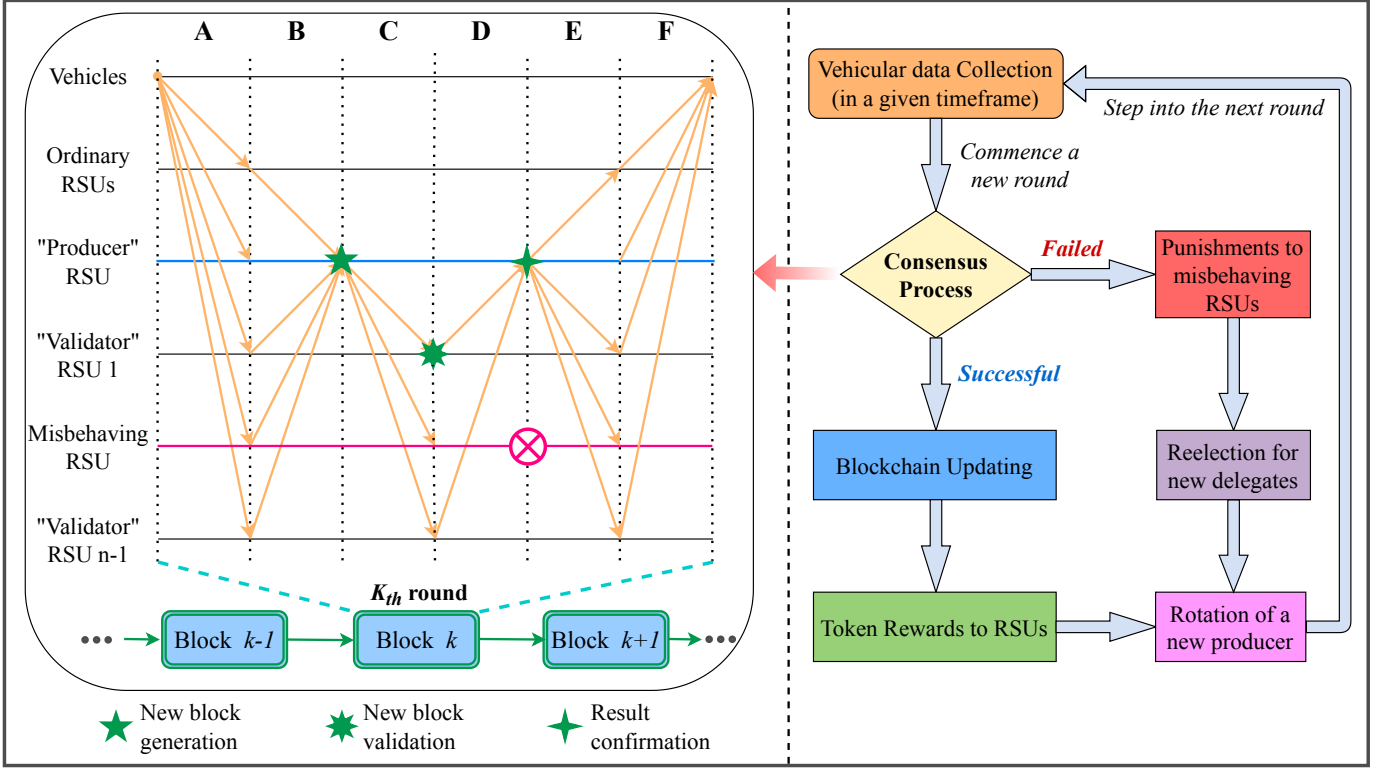 A B C D E F
Vehicles
Ordinary
RSUs
"Producer"
RSU
"Validator"
RSU 1
Misbehaving
RSU
"Validator"
RSU n-1
Kth round
Block k-1
Block k
Block k+1
New block
generation
New block
validation
Result
confirmation
Vehicular data Collection
(in a given timeframe)
Step into the next round
Commence a
new round
Consensus
Process
Failed
Punishments to
misbehaving
RSUs
Successful
Blockchain Updating
Reelection for
new delegates
Token Rewards to RSUs
Rotation of a
new producer